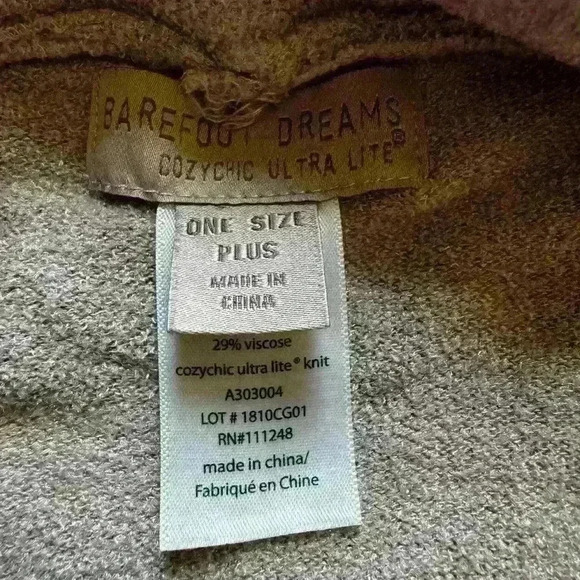 BAREFOOT DREAMS
COZYCHIC ULTRA LITE®
ONE SIZE
PLUS
MADE IN
CHINA
29% viscose
cozychic ultra lite® knit
A303004
LOT # 1810CG01
RN#111248
made in china/
Fabriqué en Chine